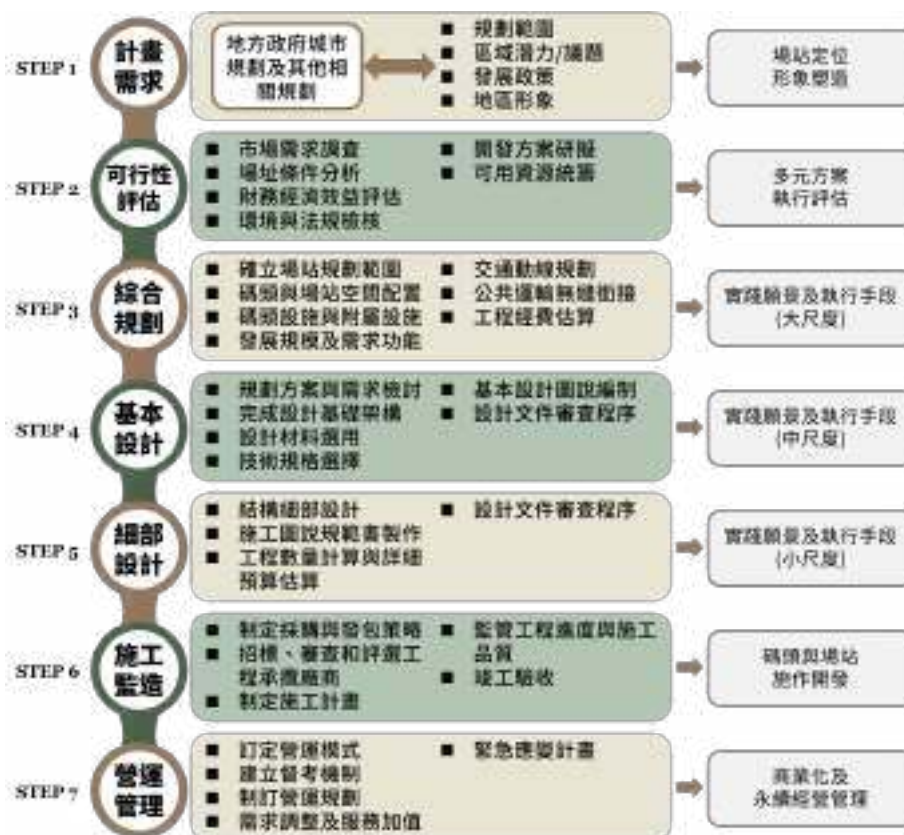 STEP 1
計畫
需求
地方政府城市
規劃及其他相
關規劃
■ 規劃範圍
■ 區域潛力/議題
■ 發展政策
■ 地區形象
場站定位
形象塑造
STEP 2
可行性
評估
■ 市場需求調查
■ 場址條件分析
■ 財務經濟效益評估
■ 環境與法規檢核
■ 開發方案研擬
■ 可用資源統籌
多元方案
執行評估
STEP 3
綜合
規劃
■ 確立場站規劃範圍
■ 碼頭與場站空間配置
■ 碼頭設施與附屬設施
■ 發展規模及需求功能
■ 交通動線規劃
■ 公共運輸無縫銜接
■ 工程經費估算
實踐願景及執行手段
(大尺度)
STEP 4
基本
設計
■ 規劃方案與需求檢討
■ 完成設計基礎架構
■ 設計材料選用
■ 技術規格選擇
■ 基本設計圖說編制
■ 設計文件審查程序
實踐願景及執行手段
(中尺度)
STEP 5
細部
設計
■ 結構細部設計
■ 施工圖說規範書製作
■ 工程數量計算與詳細
預算估算
■ 設計文件審查程序
實踐願景及執行手段
(小尺度)
STEP 6
施工
監造
■ 制定採購與發包策略
■ 招標、審查和評選工
程承攬廠商
■ 制定施工計畫
■ 監管工程進度與施工
品質
■ 竣工驗收
碼頭與場站
施作開發
STEP 7
營運
管理
■ 訂定營運模式
■ 建立督考機制
■ 制訂營運規劃
■ 需求調整及服務加值
■ 緊急應變計畫
商業化及
永續經營管理